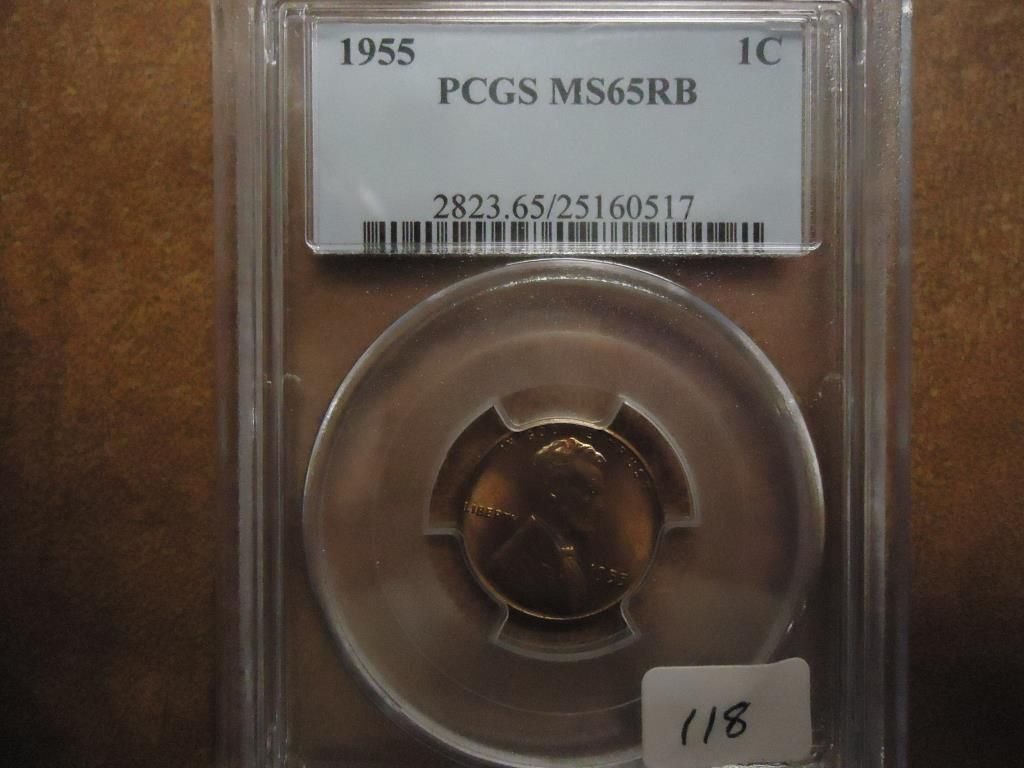 1955 1C
PCGS MS65RB
2823.65/25160517
LIBERTY
1955
118